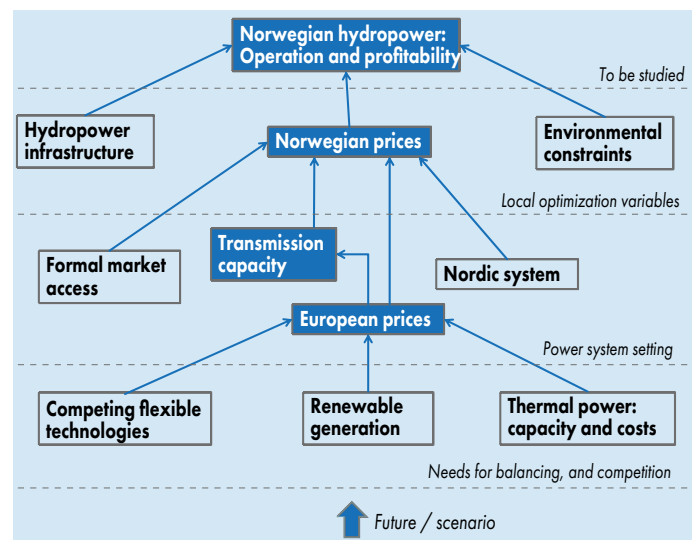 Norwegian hydropower:
Operation and profitability
To be studied
Hydropower
infrastructure
Norwegian prices
Environmental
constraints
Local optimization variables
Formal market
access
Transmission
capacity
Nordic system
European prices
Power system setting
Competing flexible
technologies
Renewable
generation
Thermal power:
capacity and costs
Needs for balancing, and competition
Future / scenario